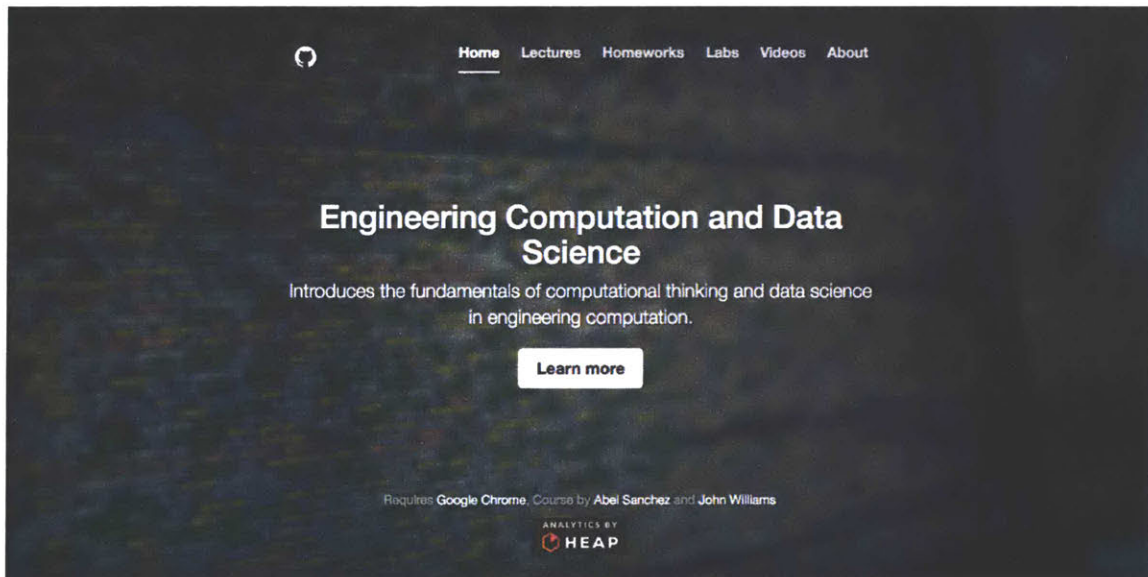 Home Lectures Homeworks Labs Videos About
Engineering Computation and Data
Science
Introduces the fundamentals of computational thinking and data science
in engineering computation.
Learn more
Requires Google Chrome. Course by Abel Sanchez and John Williams
ANALYTICS BY
HEAP